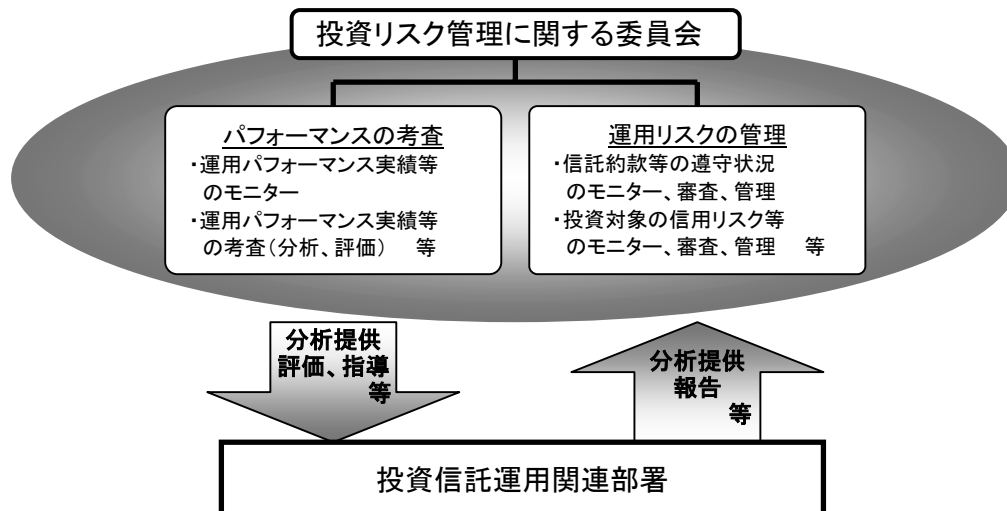 投資リスク管理に関する委員会
パフォーマンスの考査
・運用パフォーマンス実績等
のモニター
・運用パフォーマンス実績等
の考査（分析、評価）　等
運用リスクの管理
・信託約款等の遵守状況
のモニター、審査、管理
・投資対象の信用リスク等
のモニター、審査、管理　等
分析提供
評価、指導
等
分析提供
報告
等
投資信託運用関連部署